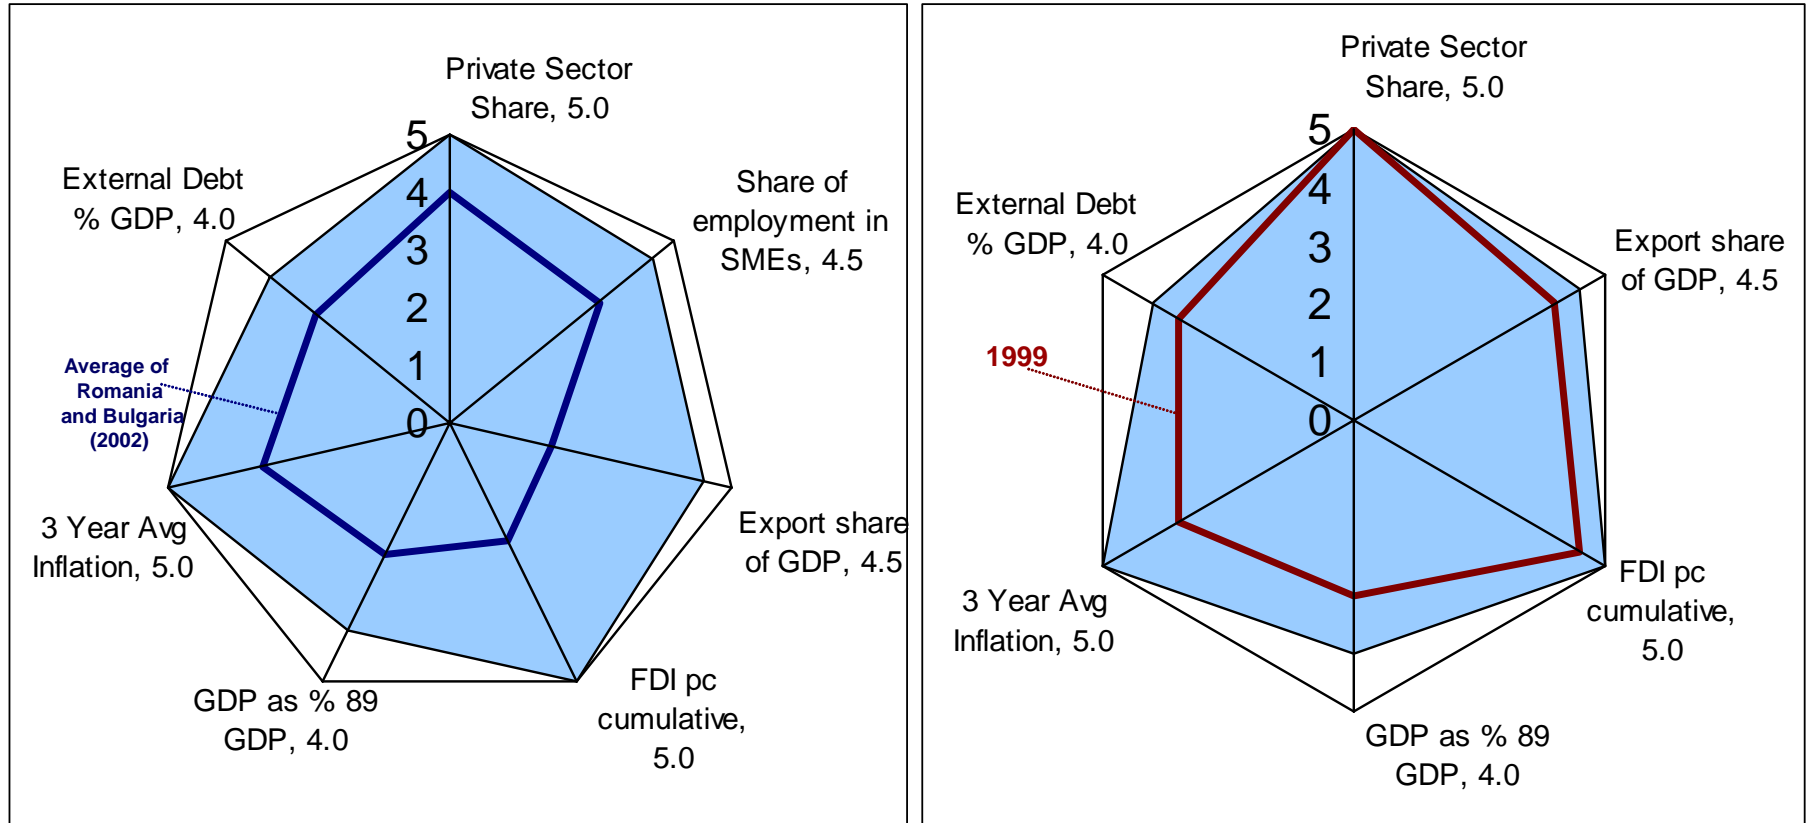 Private Sector
Share, 5.0
5
4
3
2
1
0
External Debt
% GDP, 4.0
Share of
employment in
SMEs, 4.5
Average of
Romania
and Bulgaria
(2002)
3 Year Avg
Inflation, 5.0
Export share
of GDP, 4.5
GDP as % 89
GDP, 4.0
FDI pc
cumulative,
5.0
Private Sector
Share, 5.0
5
4
3
2
1
0
External Debt
% GDP, 4.0
Export share
of GDP, 4.5
1999
3 Year Avg
Inflation, 5.0
FDI pc
cumulative,
5.0
GDP as % 89
GDP, 4.0